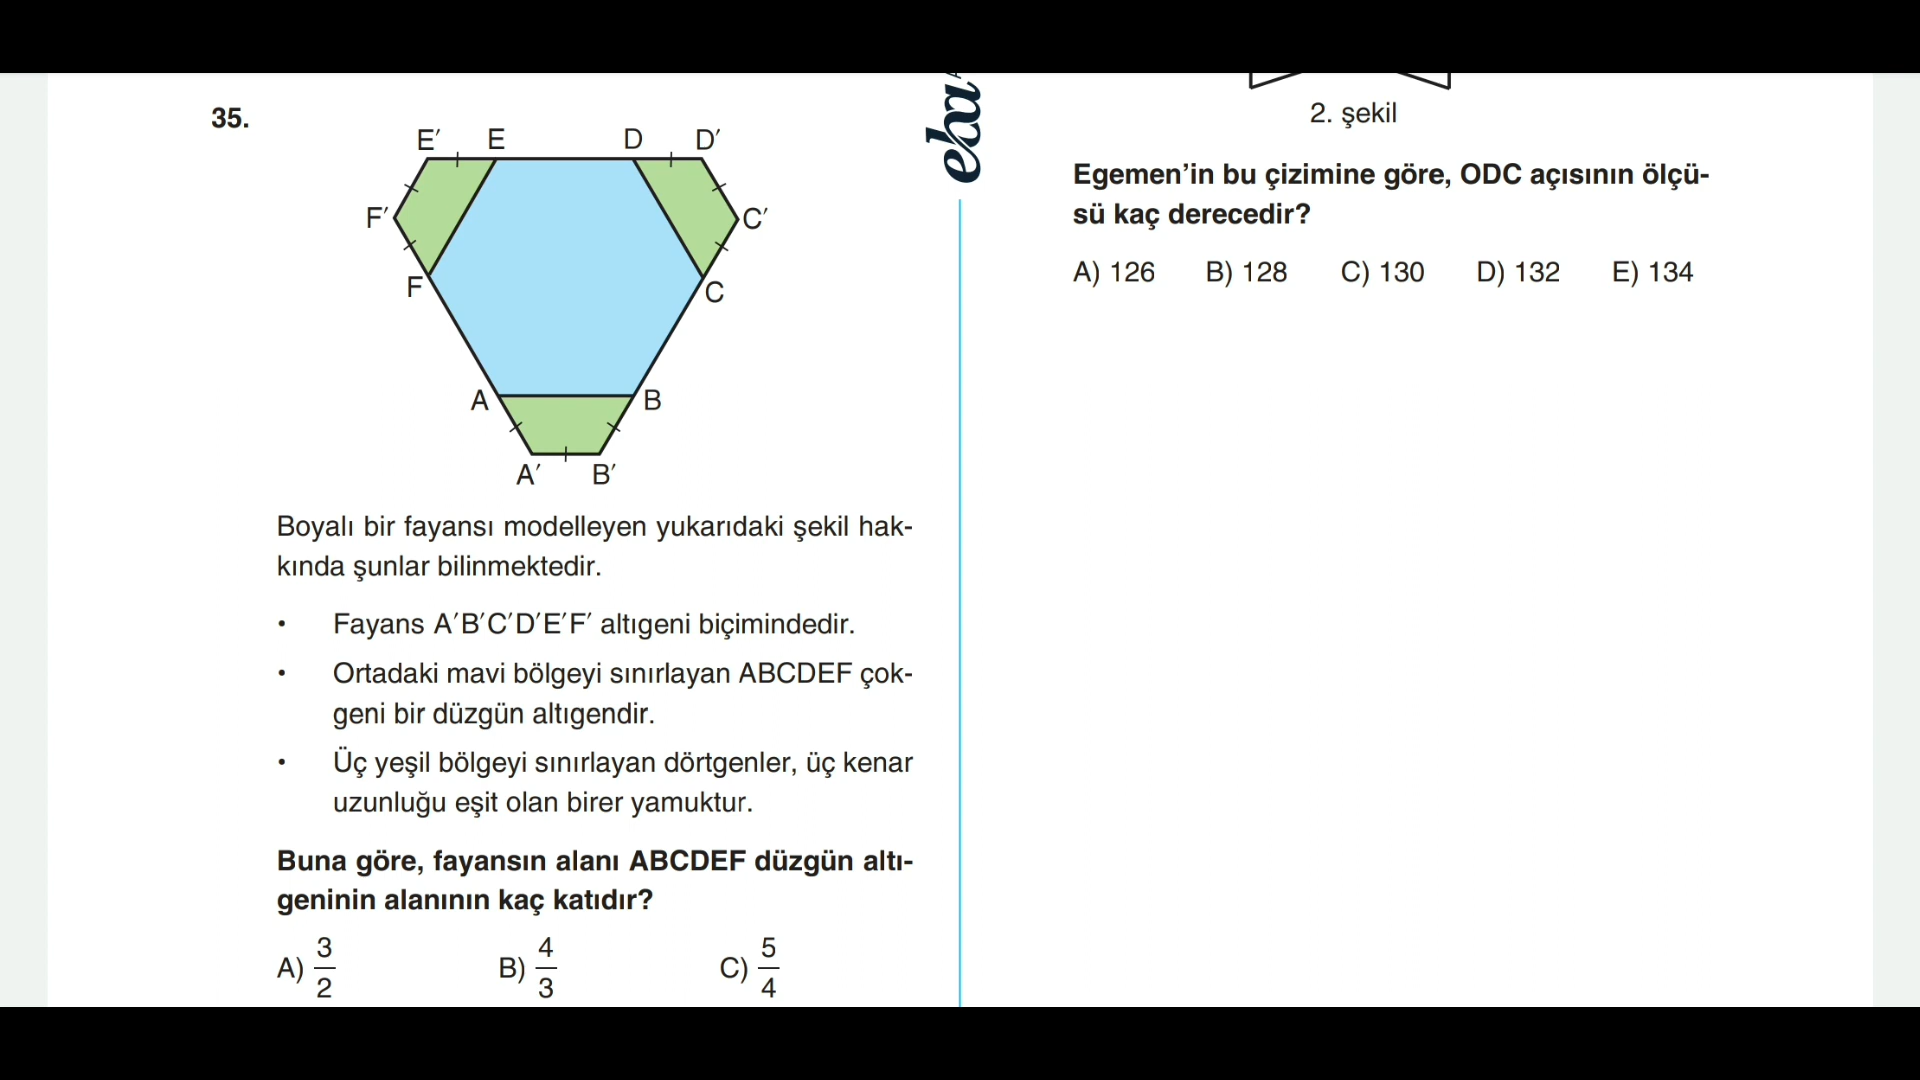 35.
E′ E D D′
F′ C′
F C
A B
A′ B′
Boyalı bir fayansı modelleyen yukarıdaki şekil hak-
kında şunlar bilinmektedir.
• Fayans A′B′C′D′E′F′ altıgeni biçimindedir.
• Ortadaki mavi bölgeyi sınırlayan ABCDEF çok-
geni bir düzgün altıgendir.
• Üç yeşil bölgeyi sınırlayan dörtgenler, üç kenar
uzunluğu eşit olan birer yamuktur.
Buna göre, fayansın alanı ABCDEF düzgün altı-
geninin alanının kaç katıdır?
A) 3/2 B) 4/3 C) 5/4
eba
2. şekil
Egemen’in bu çizimine göre, ODC açısının ölçü-
sü kaç derecedir?
A) 126 B) 128 C) 130 D) 132 E) 134